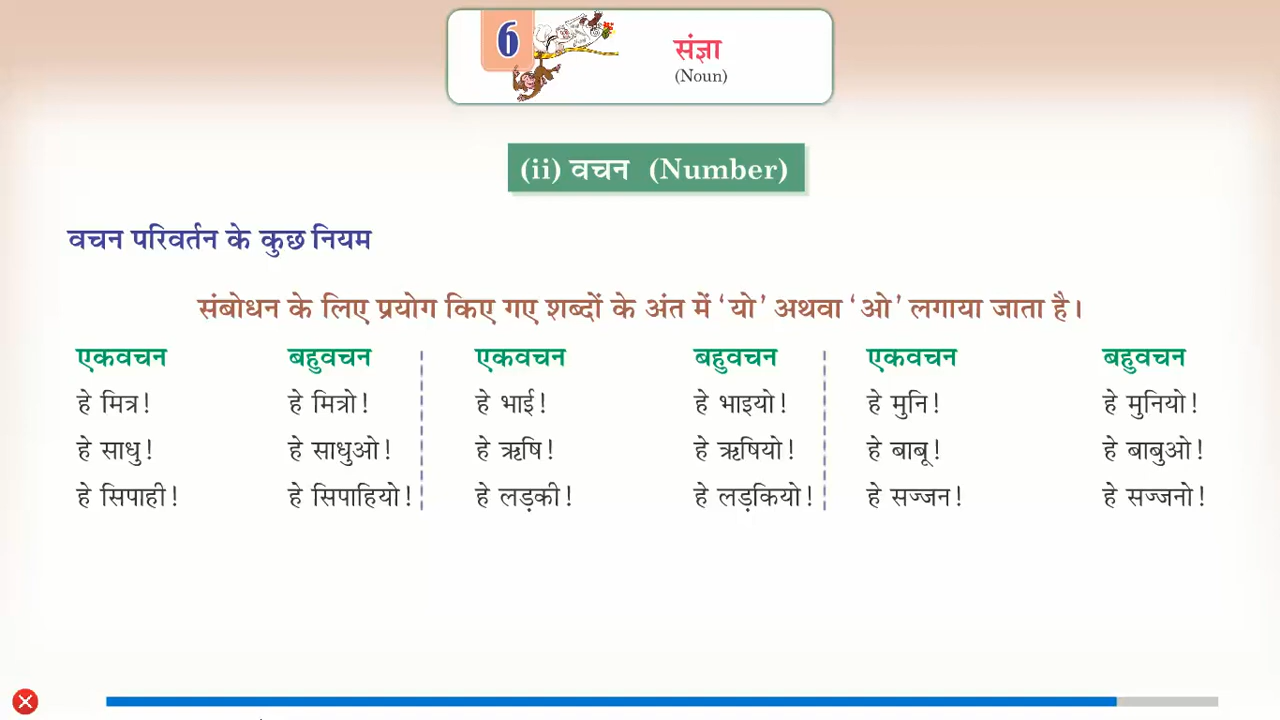 6
संज्ञा
(Noun)
(ii) वचन (Number)
वचन परिवर्तन के कुछ नियम
संबोधन के लिए प्रयोग किए गए शब्दों के अंत में ‘यो’ अथवा ‘ओ’ लगाया जाता है।
एकवचन बहुवचन एकवचन बहुवचन एकवचन बहुवचन
हे मित्र! हे मित्रो! हे भाई! हे भाइयो! हे मुनि! हे मुनियो!
हे साधु! हे साधुओ! हे ऋषि! हे ऋषियो! हे बाबू! हे बाबुओ!
हे सिपाही! हे सिपाहियो! हे लड़की! हे लड़कियो! हे सज्जन! हे सज्जनो!